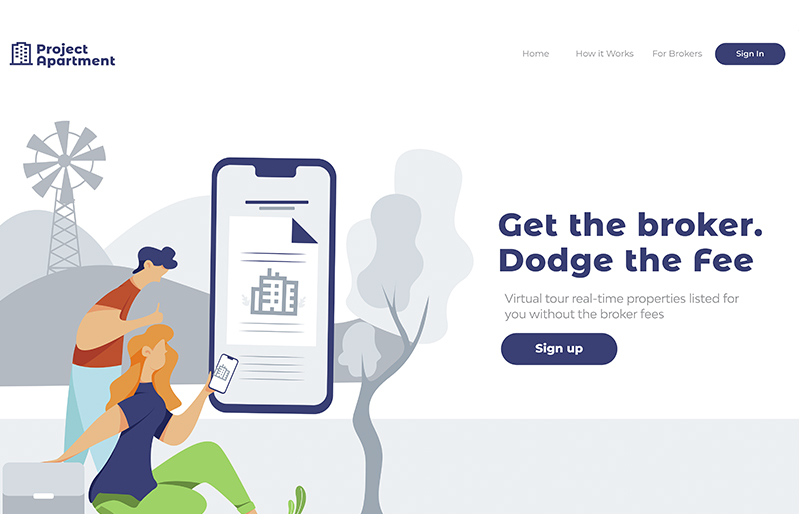 Project
Apartment
Home
How it Works
For Brokers
Sign In
Get the broker.
Dodge the Fee
Virtual tour real-time properties listed for
you without the broker fees
Sign up